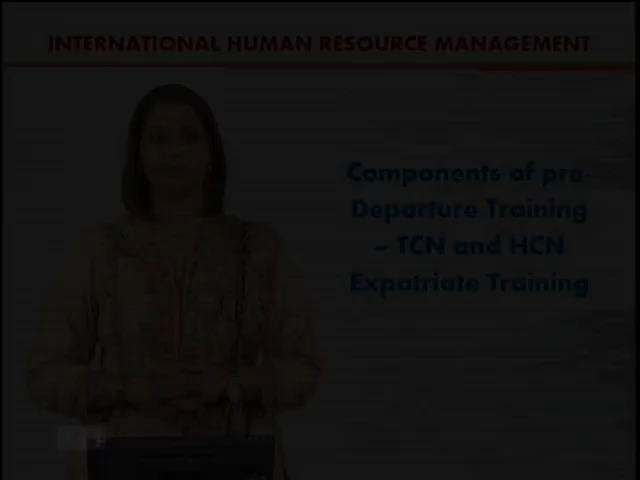 INTERNATIONAL HUMAN RESOURCE MANAGEMENT
Components of pre-
Departure Training
– TCN and HCN
Expatriate Training